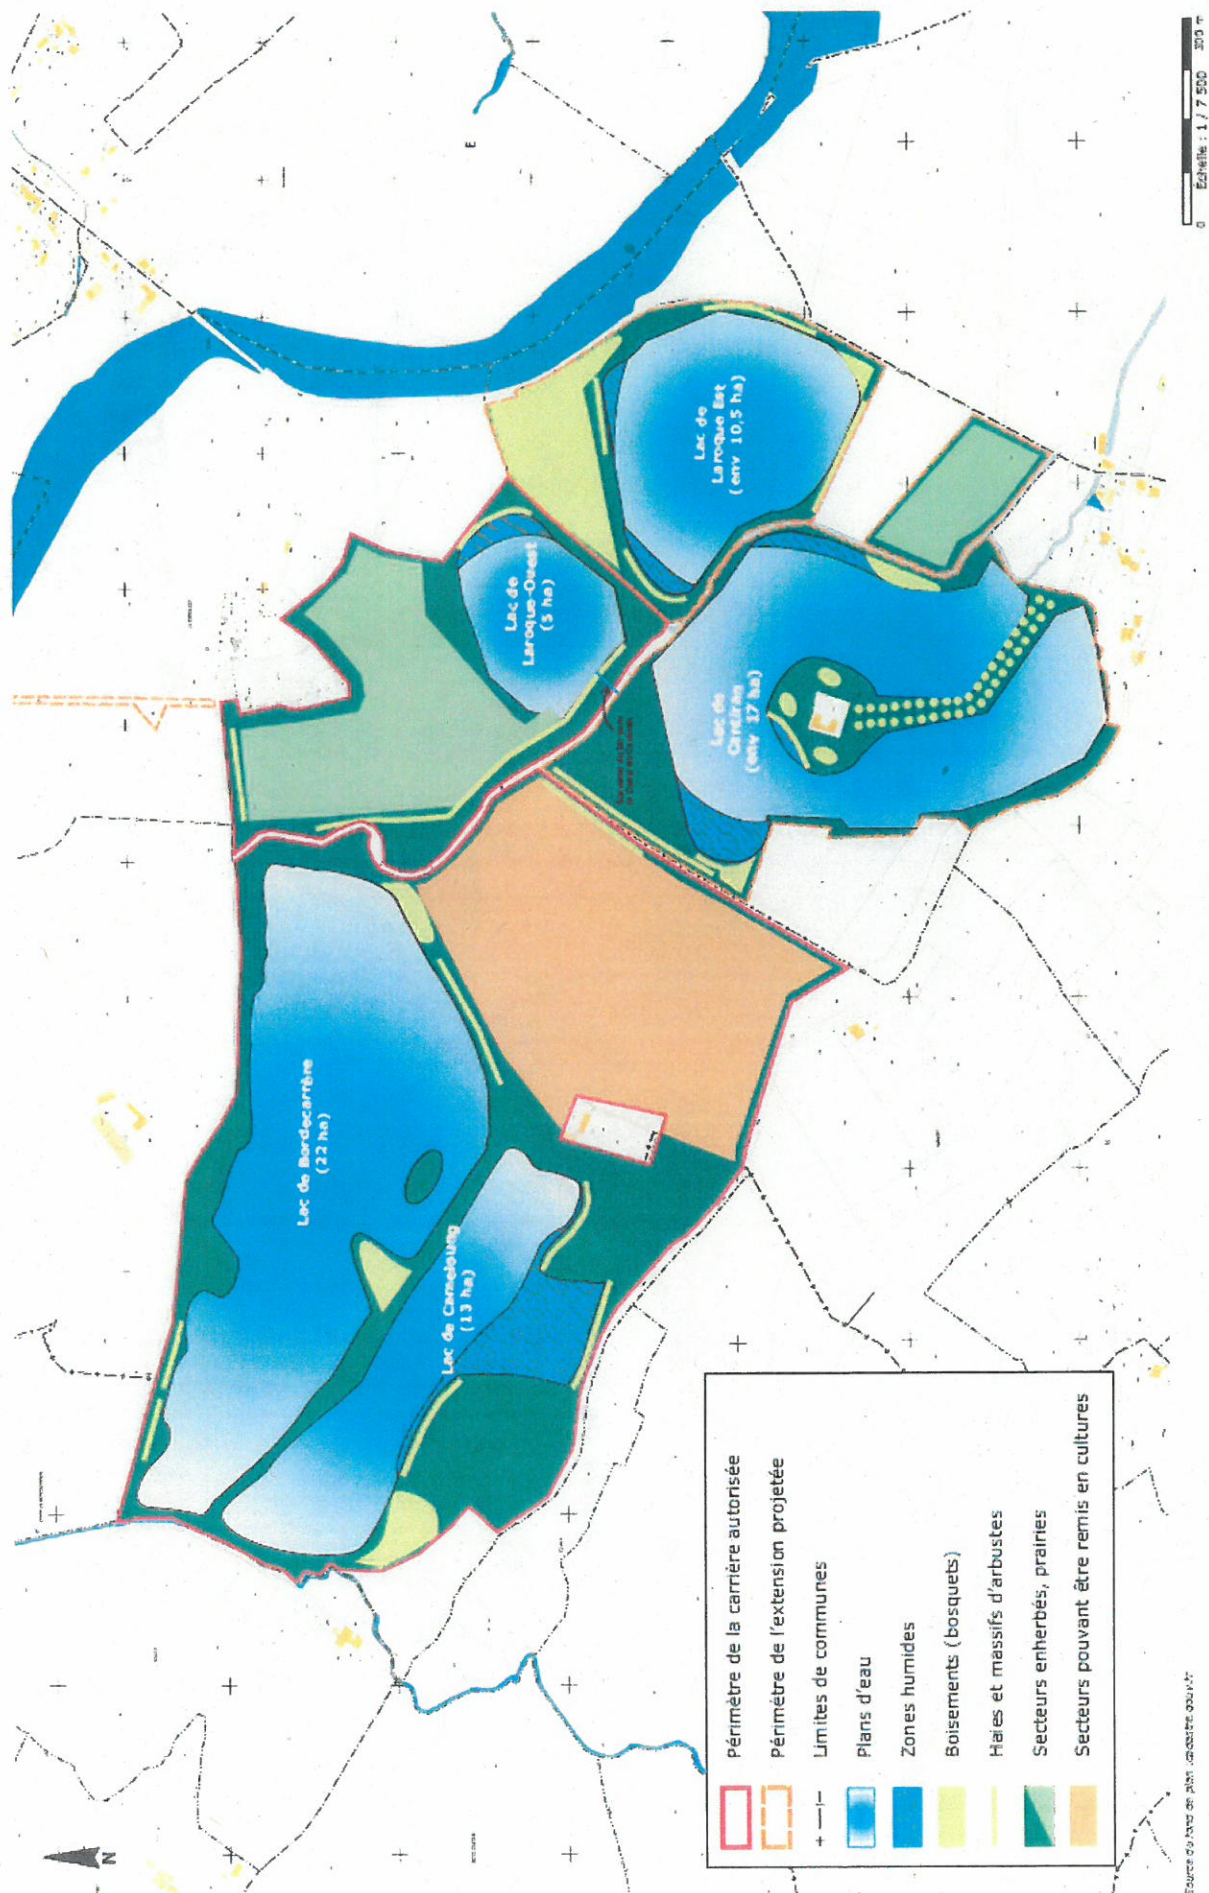 Lac de Bordecarrère
(22 ha)
Lac de Cameloung
(13 ha)
Lac de
Laroque-Ouest
(5 ha)
Lac de
Laroque Est
(env 10,5 ha)
Lac de
(env 17 ha)
N
E
Périmètre de la carrière autorisée
Périmètre de l'extension projetée
Limites de communes
Plans d'eau
Zones humides
Boisements (bosquets)
Haies et massifs d'arbustes
Secteurs enherbés, prairies
Secteurs pouvant être remis en cultures
0 Echelle : 1 / 7 500 300 m